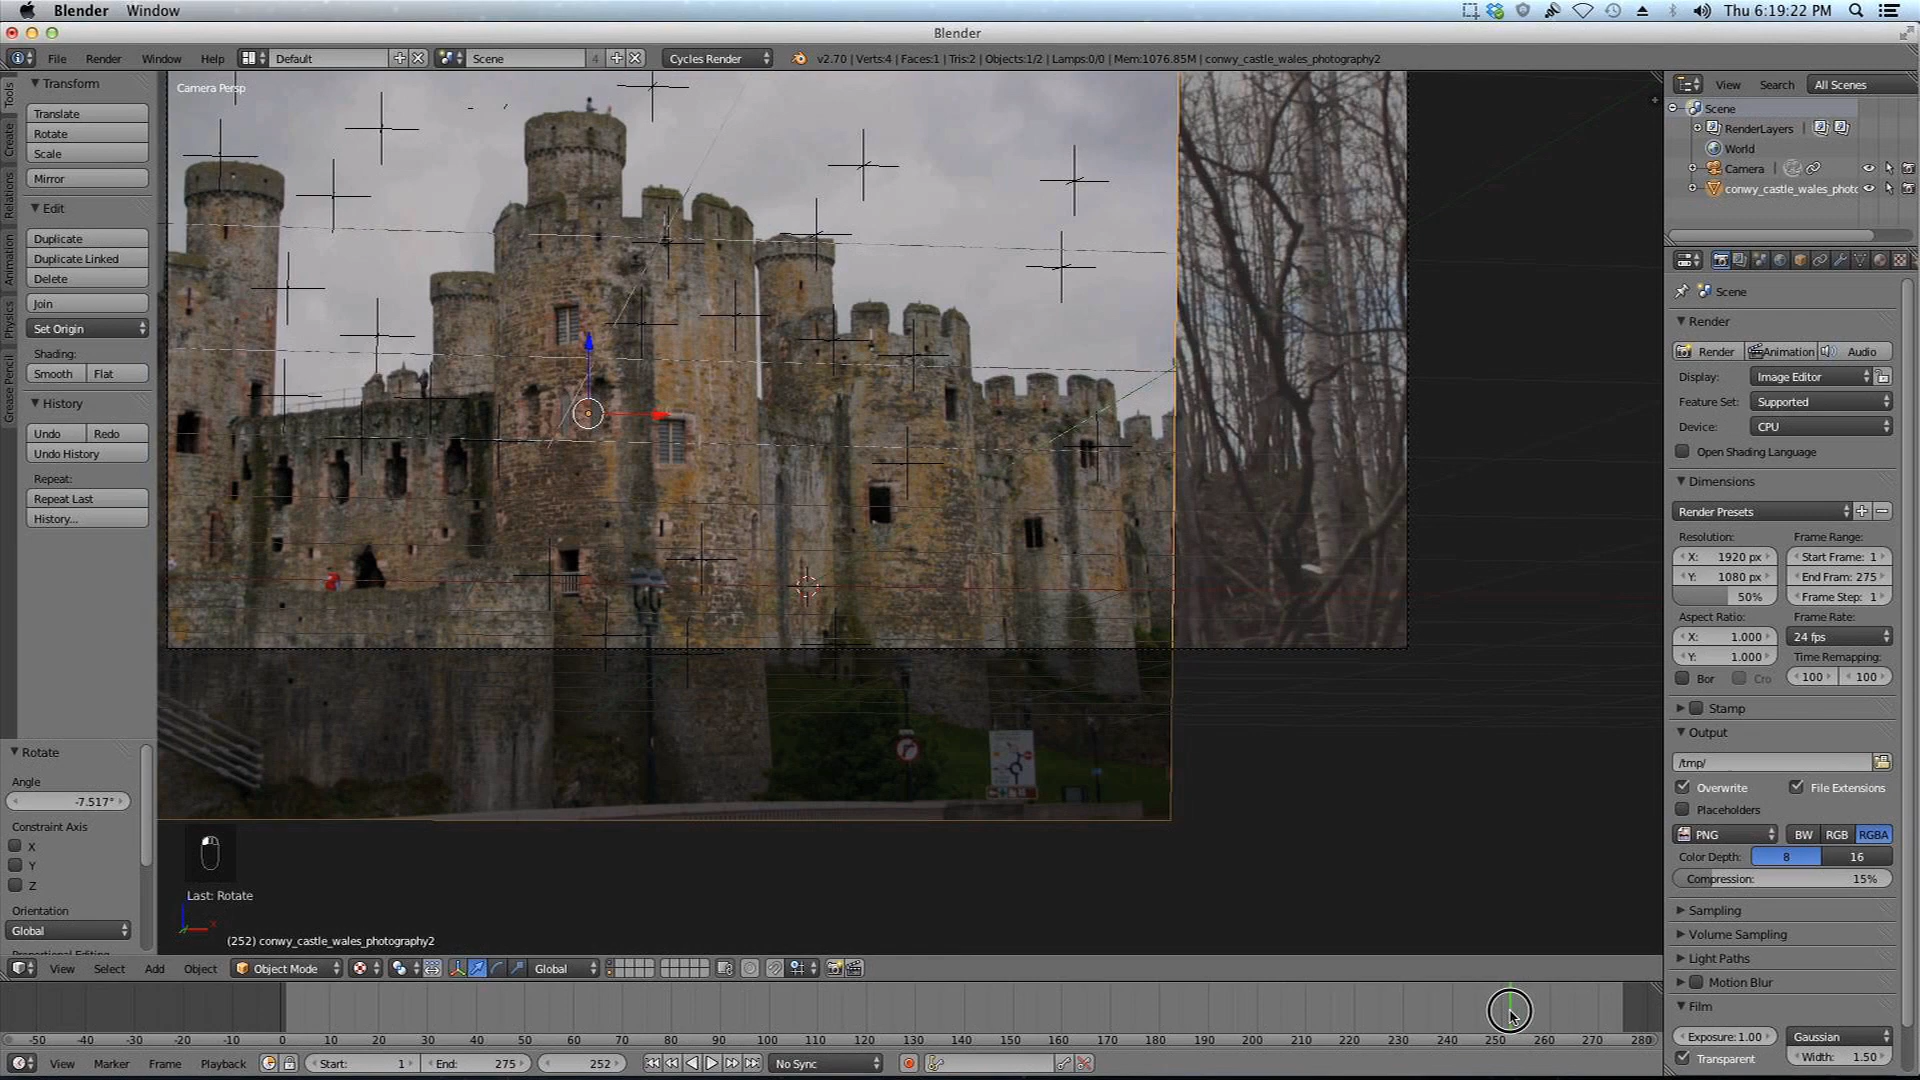 Blender Window Thu 6:19:22 PM
Blender
File Render Window Help Default Scene 4 Cycles Render v2.70 | Verts:4 | Faces:1 | Tris:2 | Objects:1/2 | Lamps:0/0 | Mem:1076.85M | conwy_castle_wales_photography2
Tools
Create
Relations
Animation
Physics
Grease Pencil
Transform
Translate
Rotate
Scale
Mirror
Edit
Duplicate
Duplicate Linked
Delete
Join
Set Origin
Shading:
Smooth Flat
History
Undo Redo
Undo History
Repeat:
Repeat Last
History...
Rotate
Angle
-7.517°
Constraint Axis
X
Y
Z
Orientation
Global
Camera Persp
Last: Rotate
(252) conwy_castle_wales_photography2
View Search All Scenes
Scene
RenderLayers
World
Camera
conwy_castle_wales_photo
Scene
Render
Render Animation Audio
Display: Image Editor
Feature Set: Supported
Device: CPU
Open Shading Language
Dimensions
Render Presets
Resolution: Frame Range:
X: 1920 px Start Frame: 1
Y: 1080 px End Fram: 275
50% Frame Step: 1
Aspect Ratio: Frame Rate:
X: 1.000 24 fps
Y: 1.000 Time Remapping:
Bor Cro 100 100
Stamp
Output
/tmp/
Overwrite File Extensions
Placeholders
PNG BW RGB RGBA
Color Depth: 8 16
Compression: 15%
Sampling
Volume Sampling
Light Paths
Motion Blur
Film
Exposure: 1.00 Gaussian
Transparent Width: 1.50
View Select Add Object Object Mode Global
-50 -40 -30 -20 -10 0 10 20 30 40 50 60 70 80 90 100 110 120 130 140 150 160 170 180 190 200 210 220 230 240 250 260 270 280
View Marker Frame Playback Start: 1 End: 275 252 No Sync